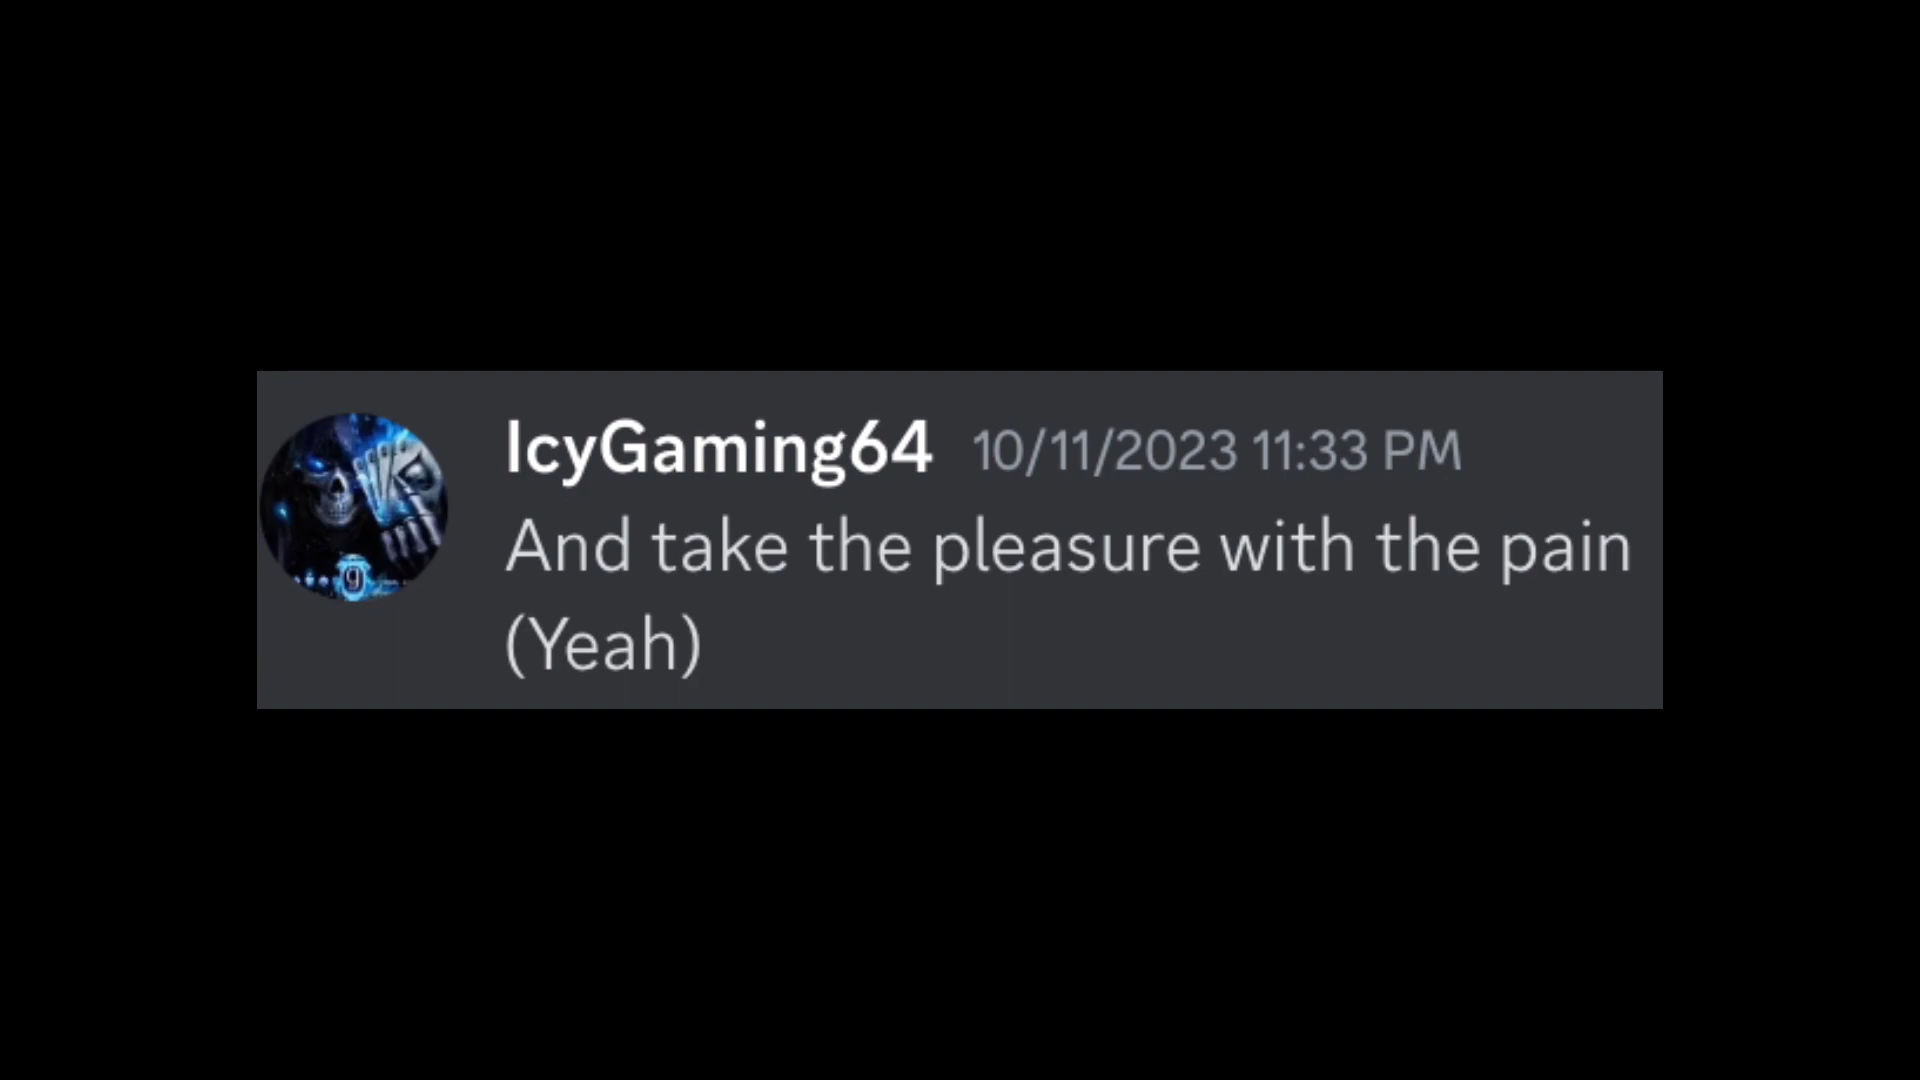 IcyGaming64 10/11/2023 11:33 PM
And take the pleasure with the pain
(Yeah)